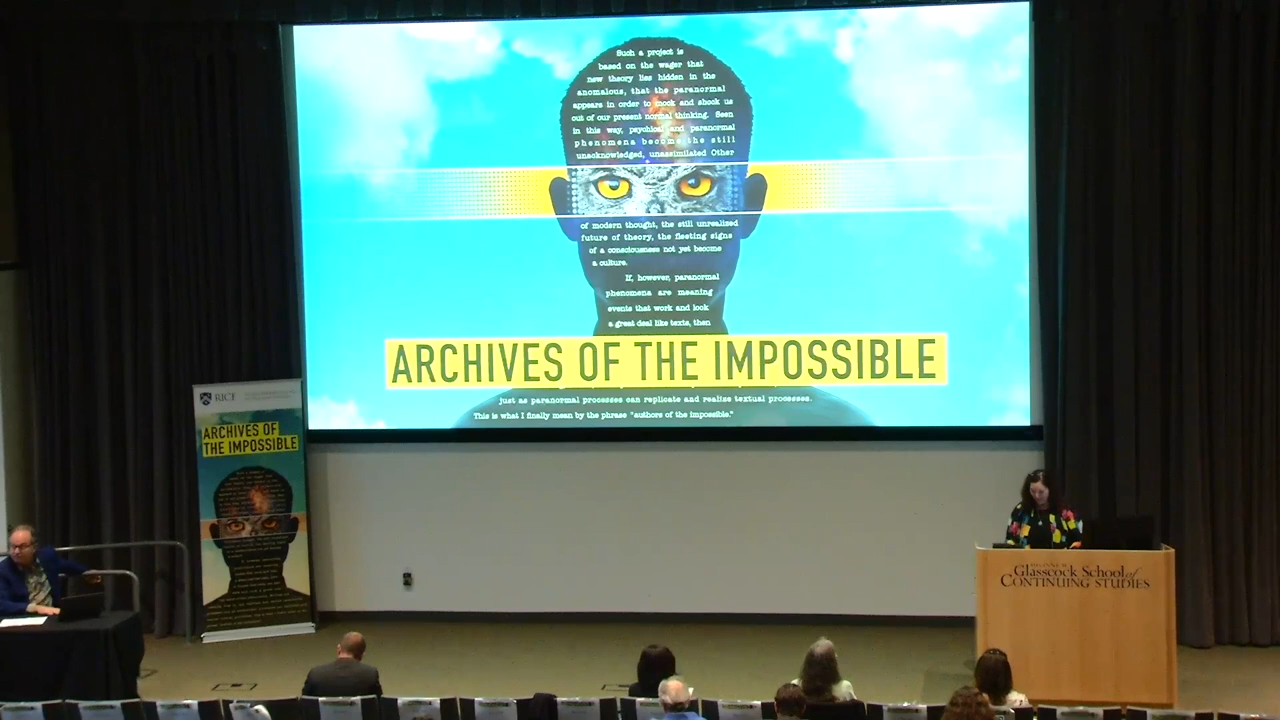 Such a project is
based on the wager that
new theory lies hidden in the
anomalous, that the paranormal
appears in order to mock and shock us
out of our present normal thinking. Seen
in this way, psychical and paranormal
phenomena become the still
unacknowledged, unassimilated Other
of modern thought, the still unrealized
future of theory, the fleeting signs
of a consciousness not yet become
a culture.
If, however, paranormal
phenomena are meaning
events that work and look
a great deal like texts, then
ARCHIVES OF THE IMPOSSIBLE
just as paranormal processes can replicate and realize textual processes.
This is what I finally mean by the phrase "authors of the impossible."
RICE
ARCHIVES OF
THE IMPOSSIBLE
Glasscock School of
CONTINUING STUDIES